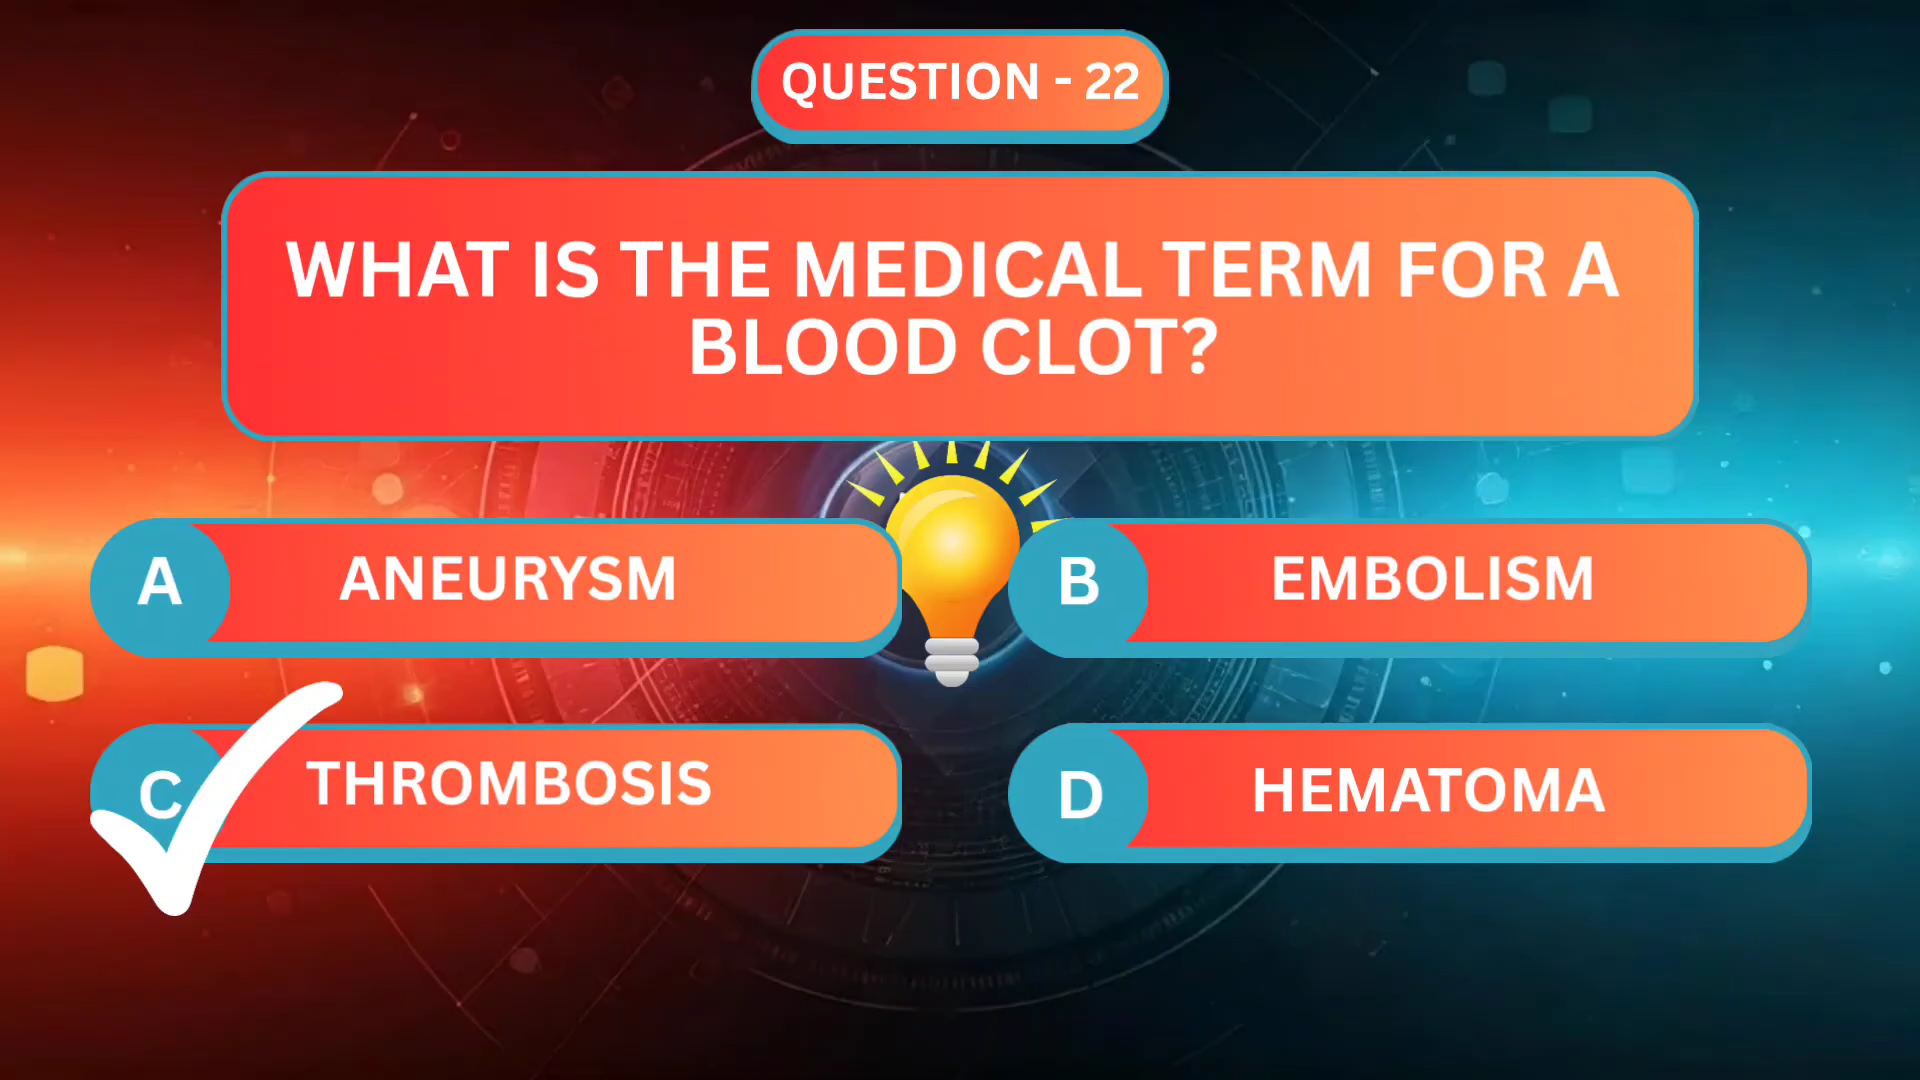 QUESTION - 22
WHAT IS THE MEDICAL TERM FOR A
BLOOD CLOT?
A ANEURYSM
B EMBOLISM
C THROMBOSIS
D HEMATOMA